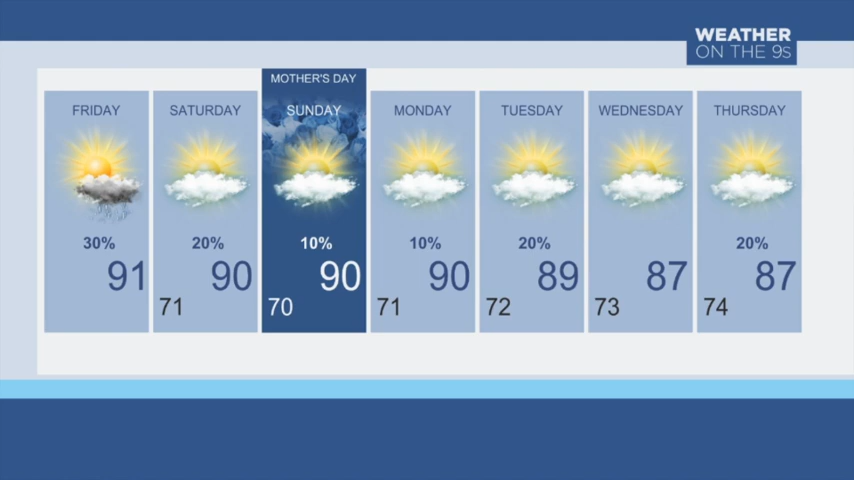 WEATHER
ON THE 9s
MOTHER'S DAY
FRIDAY SATURDAY SUNDAY MONDAY TUESDAY WEDNESDAY THURSDAY
30% 20% 10% 10% 20% 20%
91 90 90 90 89 87 87
71 70 71 72 73 74